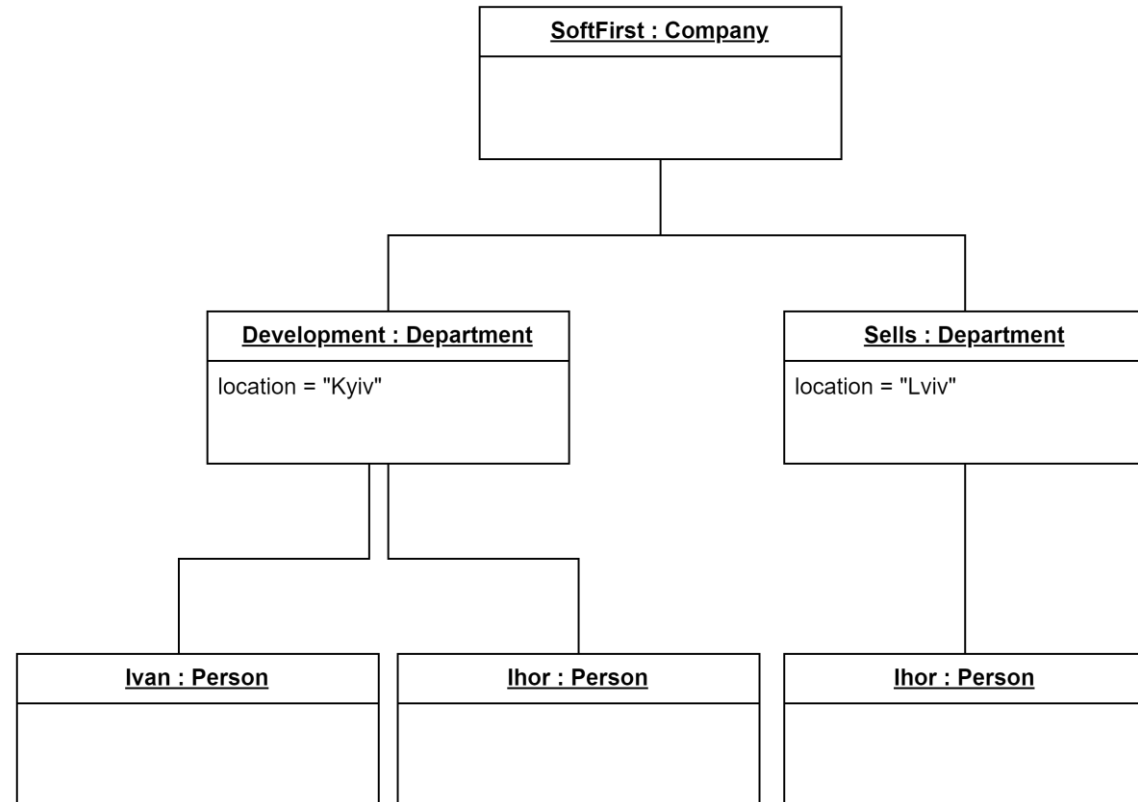 SoftFirst : Company
Development : Department
location = "Kyiv"
Sells : Department
location = "Lviv"
Ivan : Person
Ihor : Person
Ihor : Person